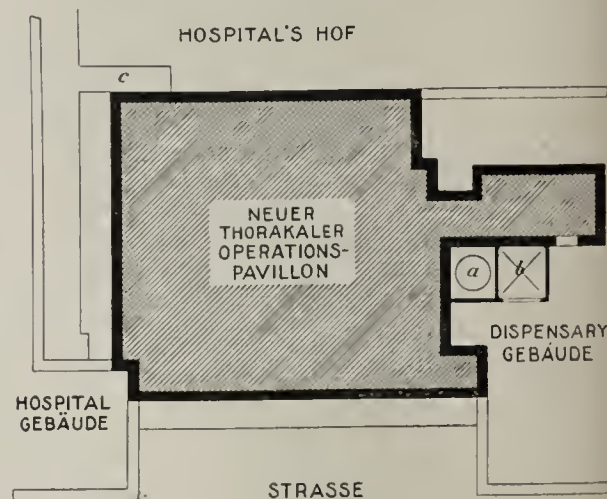 HOSPITAL'S HOF
c
NEUER
THORAKALER
OPERATIONS-
PAVILLON
a
b
DISPENSARY
GEBÄUDE
HOSPITAL
GEBÄUDE
STRASSE